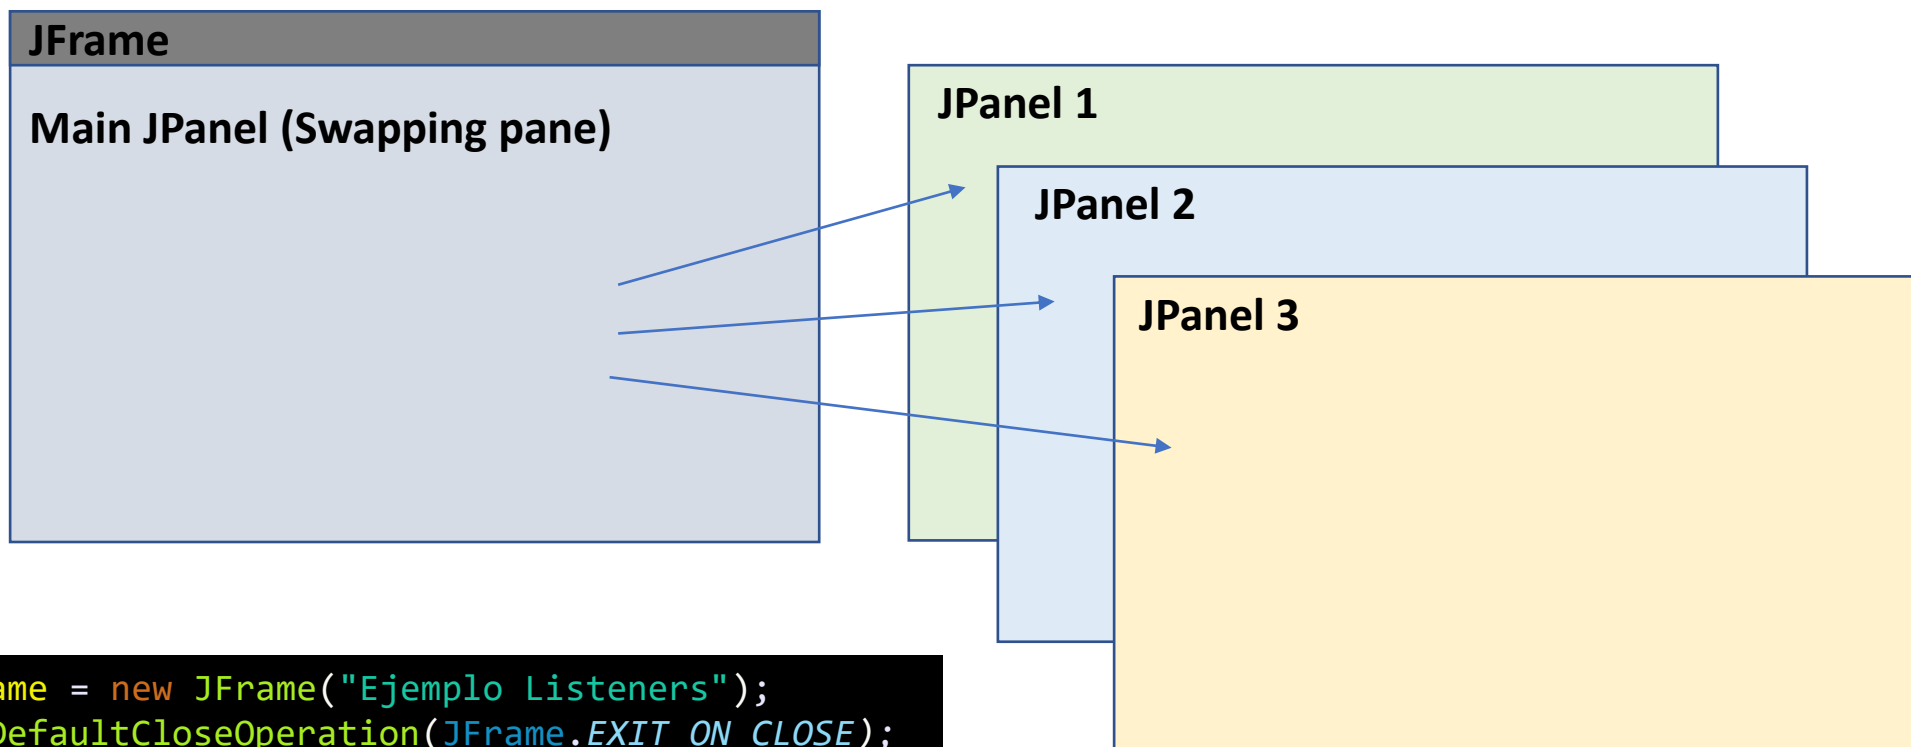 JFrame
Main JPanel (Swapping pane)
JPanel 1
JPanel 2
JPanel 3
ame = new JFrame("Ejemplo Listeners");
DefaultCloseOperation(JFrame.EXIT_ON_CLOSE);